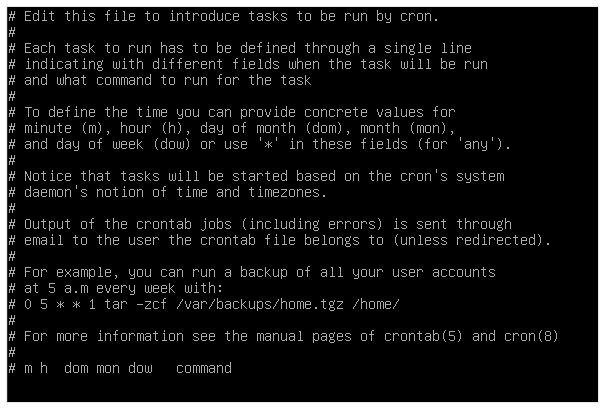 # Edit this file to introduce tasks to be run by cron.
#
# Each task to run has to be defined through a single line
# indicating with different fields when the task will be run
# and what command to run for the task
#
# To define the time you can provide concrete values for
# minute (m), hour (h), day of month (dom), month (mon),
# and day of week (dow) or use '*' in these fields (for 'any').
#
# Notice that tasks will be started based on the cron's system
# daemon's notion of time and timezones.
#
# Output of the crontab jobs (including errors) is sent through
# email to the user the crontab file belongs to (unless redirected).
#
# For example, you can run a backup of all your user accounts
# at 5 a.m every week with:
# 0 5 * * 1 tar -zcf /var/backups/home.tgz /home/
#
# For more information see the manual pages of crontab(5) and cron(8)
#
# m h  dom mon dow   command